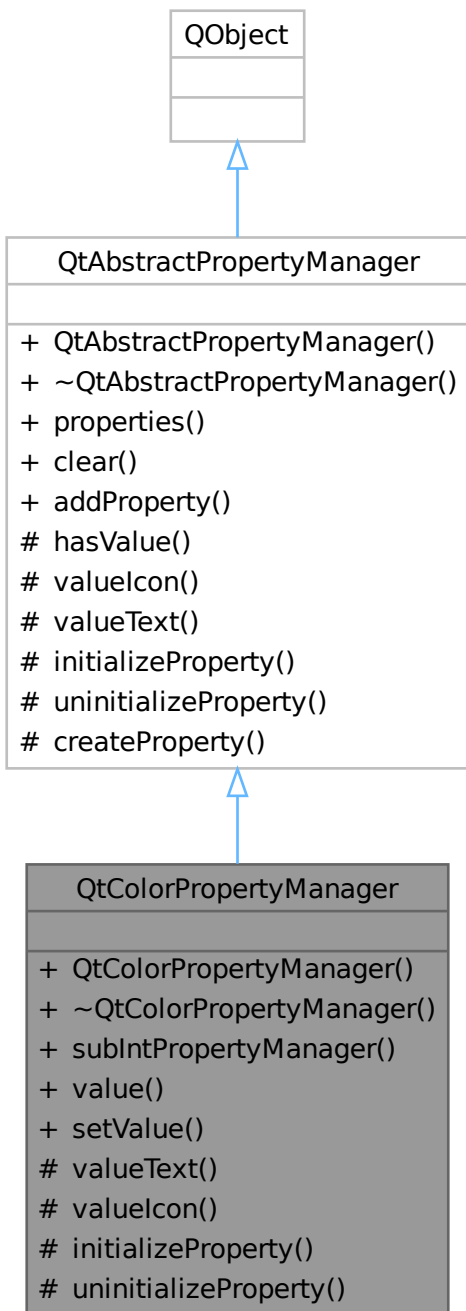 QObject
QtAbstractPropertyManager
+ QtAbstractPropertyManager()
+ ~QtAbstractPropertyManager()
+ properties()
+ clear()
+ addProperty()
# hasValue()
# valueIcon()
# valueText()
# initializeProperty()
# uninitializeProperty()
# createProperty()
QtColorPropertyManager
+ QtColorPropertyManager()
+ ~QtColorPropertyManager()
+ subIntPropertyManager()
+ value()
+ setValue()
# valueText()
# valueIcon()
# initializeProperty()
# uninitializeProperty()